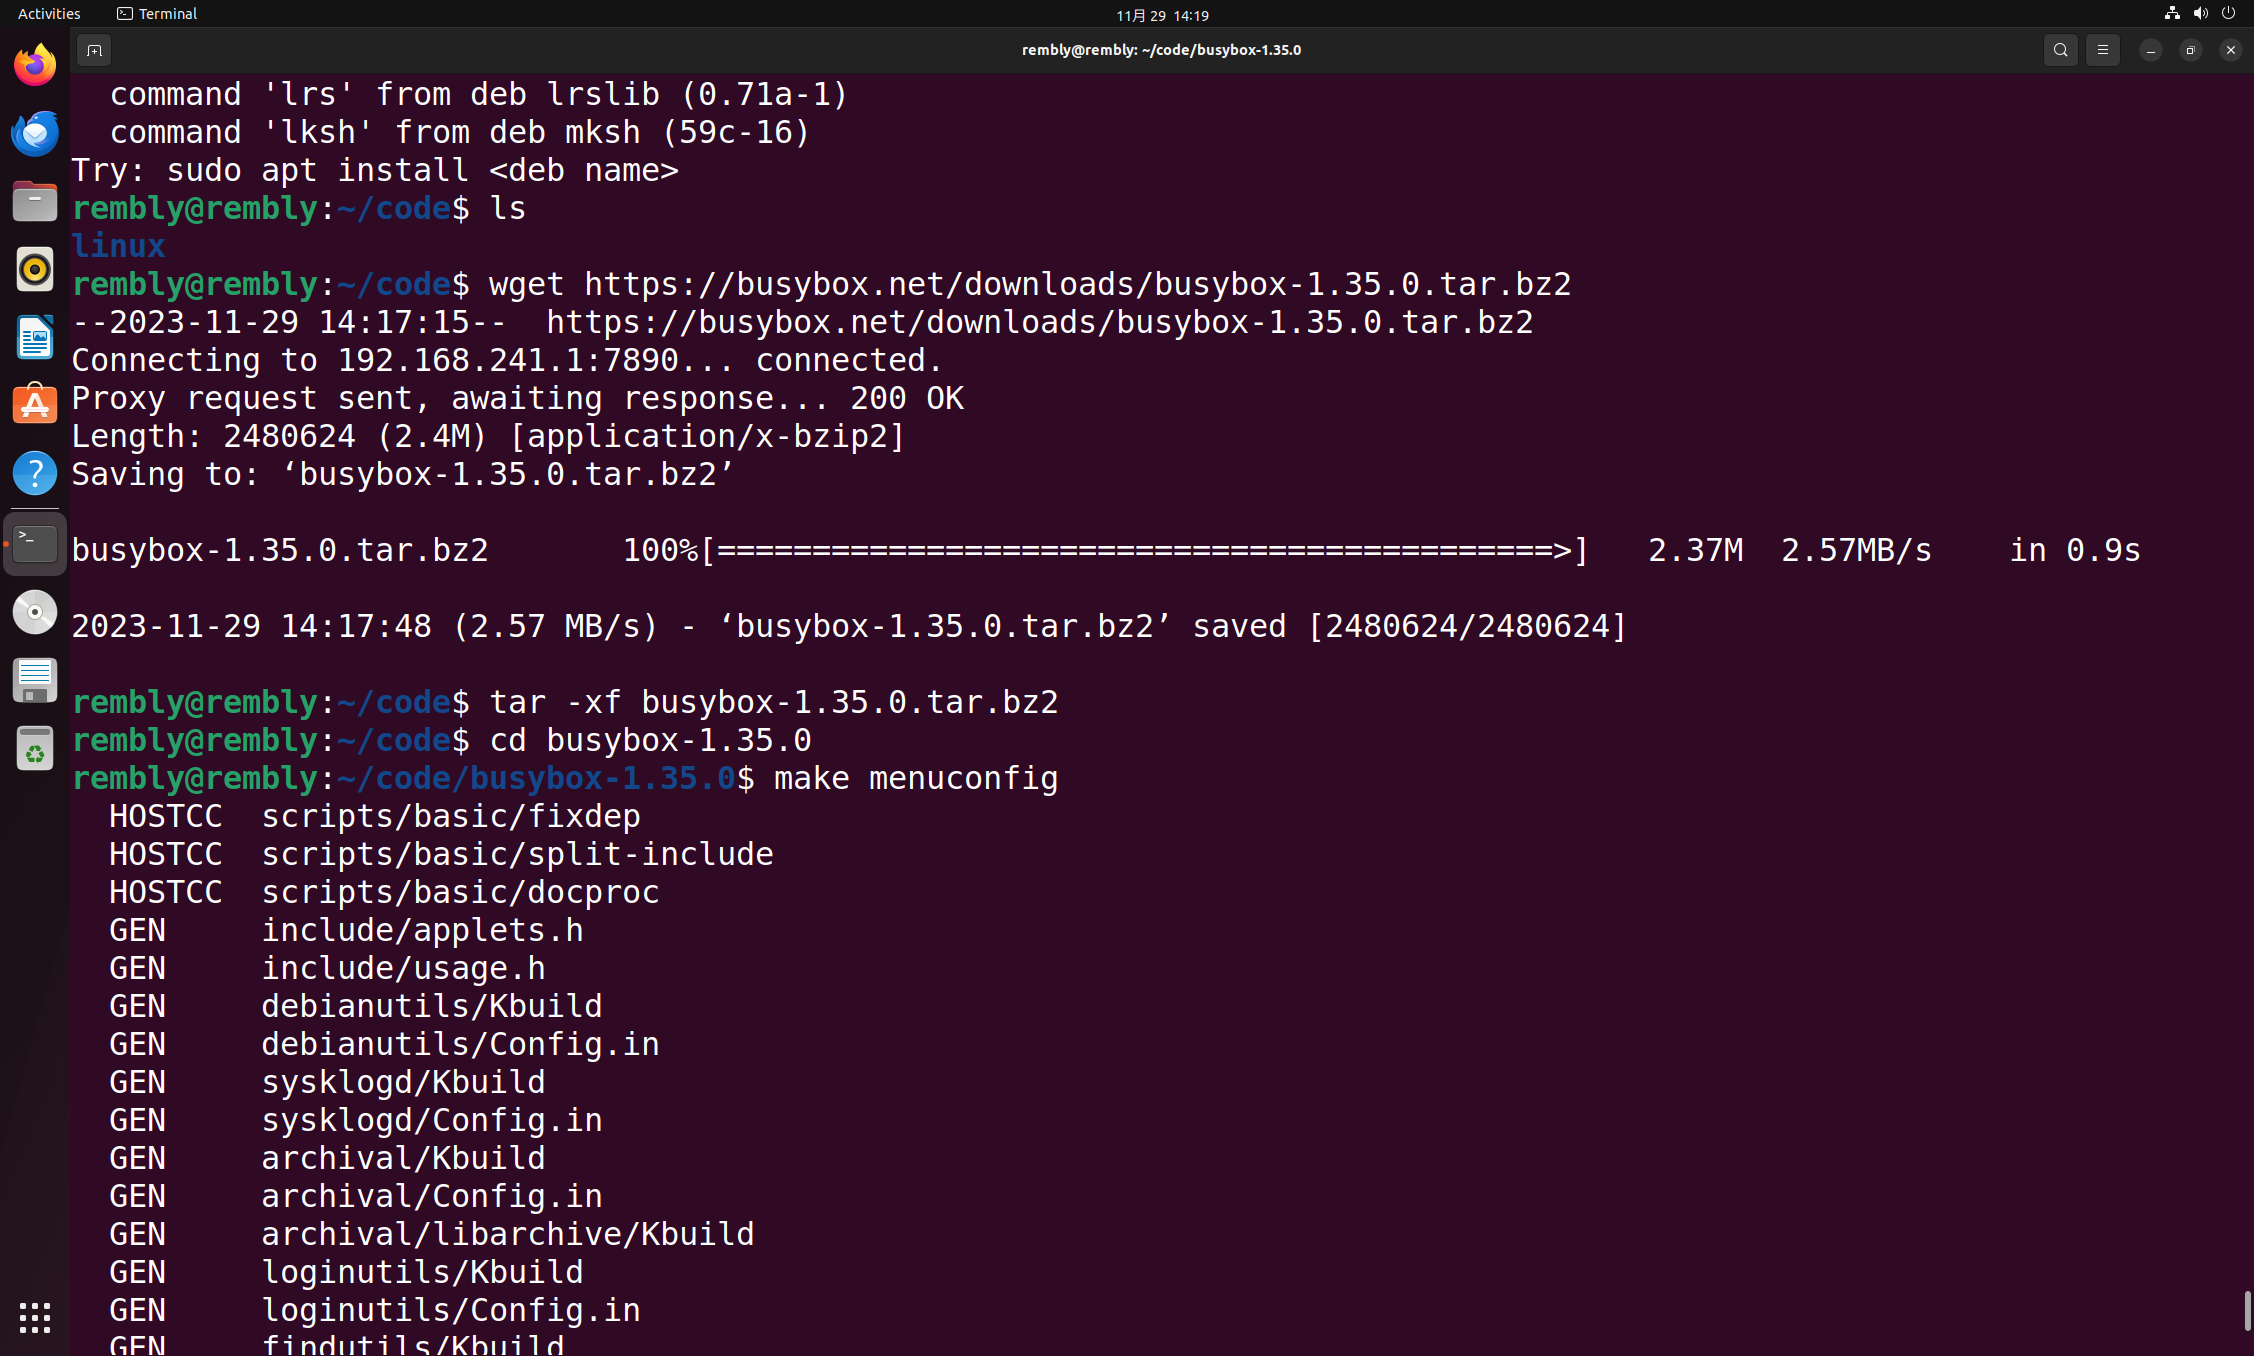 Activities
Terminal
11月 29 14:19
rembly@rembly: ~/code/busybox-1.35.0
command 'lrs' from deb lrslib (0.71a-1)
command 'lksh' from deb mksh (59c-16)
Try: sudo apt install <deb name>
rembly@rembly:~/code$ ls
linux
rembly@rembly:~/code$ wget https://busybox.net/downloads/busybox-1.35.0.tar.bz2
--2023-11-29 14:17:15--  https://busybox.net/downloads/busybox-1.35.0.tar.bz2
Connecting to 192.168.241.1:7890... connected.
Proxy request sent, awaiting response... 200 OK
Length: 2480624 (2.4M) [application/x-bzip2]
Saving to: ‘busybox-1.35.0.tar.bz2’
busybox-1.35.0.tar.bz2       100%[============================================>]   2.37M  2.57MB/s    in 0.9s
2023-11-29 14:17:48 (2.57 MB/s) - ‘busybox-1.35.0.tar.bz2’ saved [2480624/2480624]
rembly@rembly:~/code$ tar -xf busybox-1.35.0.tar.bz2
rembly@rembly:~/code$ cd busybox-1.35.0
rembly@rembly:~/code/busybox-1.35.0$ make menuconfig
HOSTCC  scripts/basic/fixdep
HOSTCC  scripts/basic/split-include
HOSTCC  scripts/basic/docproc
GEN     include/applets.h
GEN     include/usage.h
GEN     debianutils/Kbuild
GEN     debianutils/Config.in
GEN     sysklogd/Kbuild
GEN     sysklogd/Config.in
GEN     archival/Kbuild
GEN     archival/Config.in
GEN     archival/libarchive/Kbuild
GEN     loginutils/Kbuild
GEN     loginutils/Config.in
GEN     findutils/Kbuild